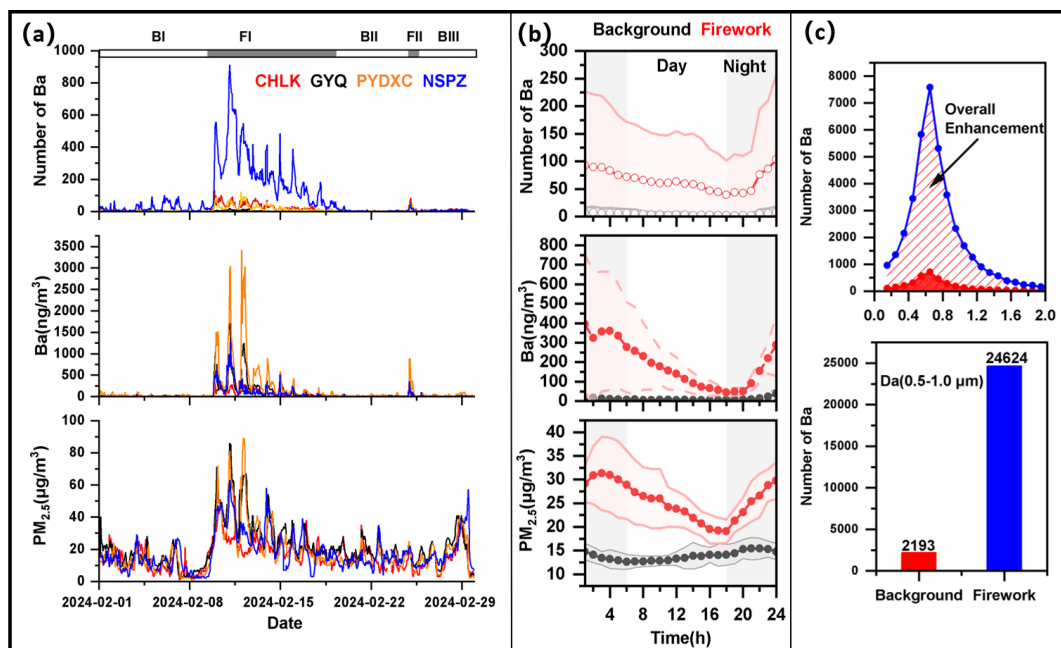 (a)
BI FI BII FII BIII
CHLK GYQ PYDXC NSPZ
Number of Ba
1000
800
600
400
200
0
Ba(ng/m³)
3500
3000
2500
2000
1500
1000
500
0
PM₂.₅(μg/m³)
100
80
60
40
20
0
2024-02-01 2024-02-08 2024-02-15 2024-02-22 2024-02-29
Date
(b)
Background Firework
Day Night
Number of Ba
300
250
200
150
100
50
0
Ba(ng/m³)
900
800
700
600
500
400
300
200
100
0
PM₂.₅(μg/m³)
45
40
35
30
25
20
15
10
4 8 12 16 20 24
Time(h)
(c)
Number of Ba
8000
7000
6000
5000
4000
3000
2000
1000
0
Overall
Enhancement
0.0 0.4 0.8 1.2 1.6 2.0
Number of Ba
25000
20000
15000
10000
5000
0
24624
Da(0.5-1.0 μm)
2193
Background Firework